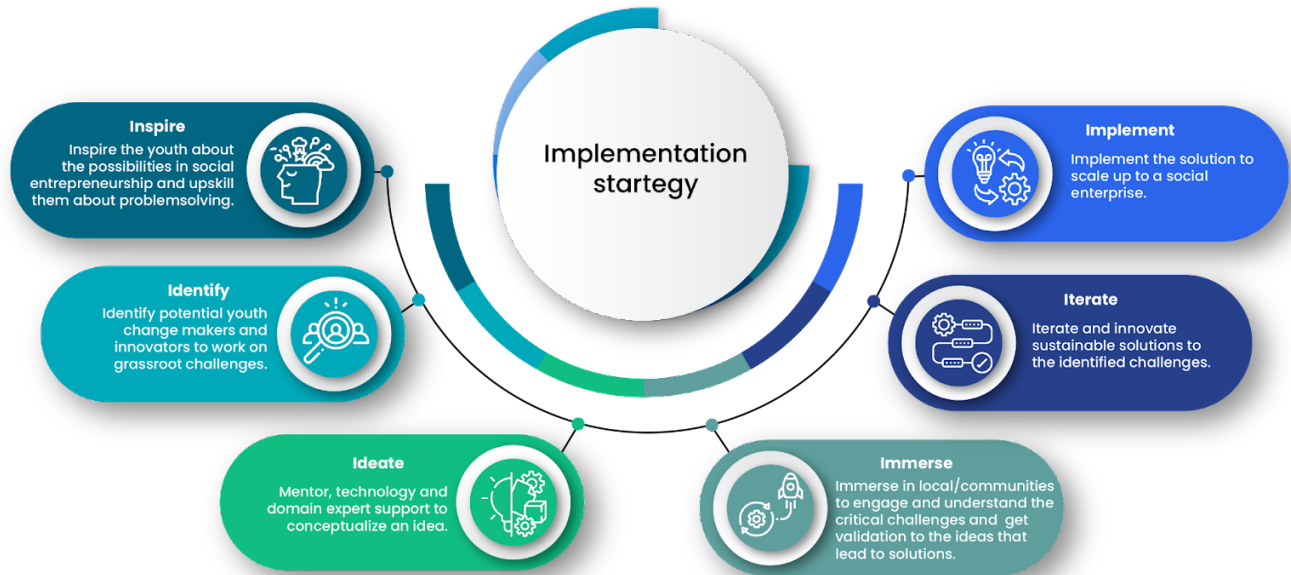 Implementation
startegy
Inspire
Inspire the youth about
the possibilities in social
entrepreneurship and upskill
them about problemsolving.
Identify
Identify potential youth
change makers and
innovators to work on
grassroot challenges.
Ideate
Mentor, technology and
domain expert support to
conceptualize an idea.
Immerse
Immerse in local/communities
to engage and understand the
critical challenges and get
validation to the ideas that
lead to solutions.
Iterate
Iterate and innovate
sustainable solutions to
the identified challenges.
Implement
Implement the solution to
scale up to a social
enterprise.